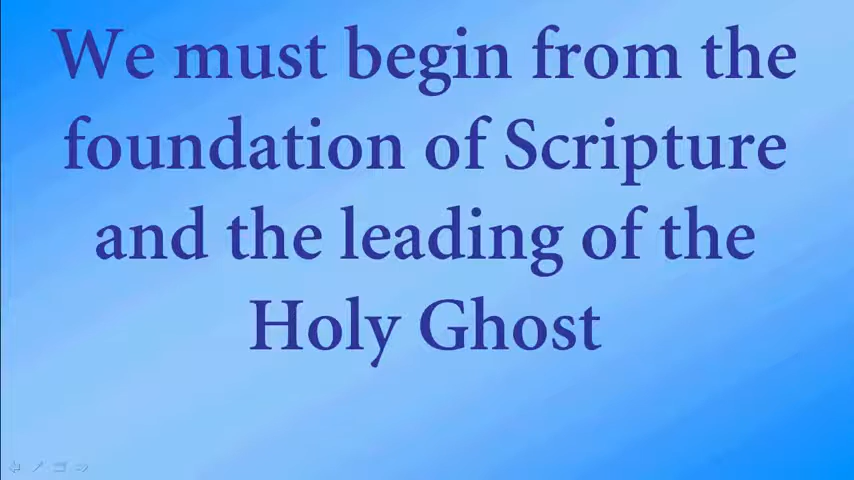 We must begin from the
foundation of Scripture
and the leading of the
Holy Ghost